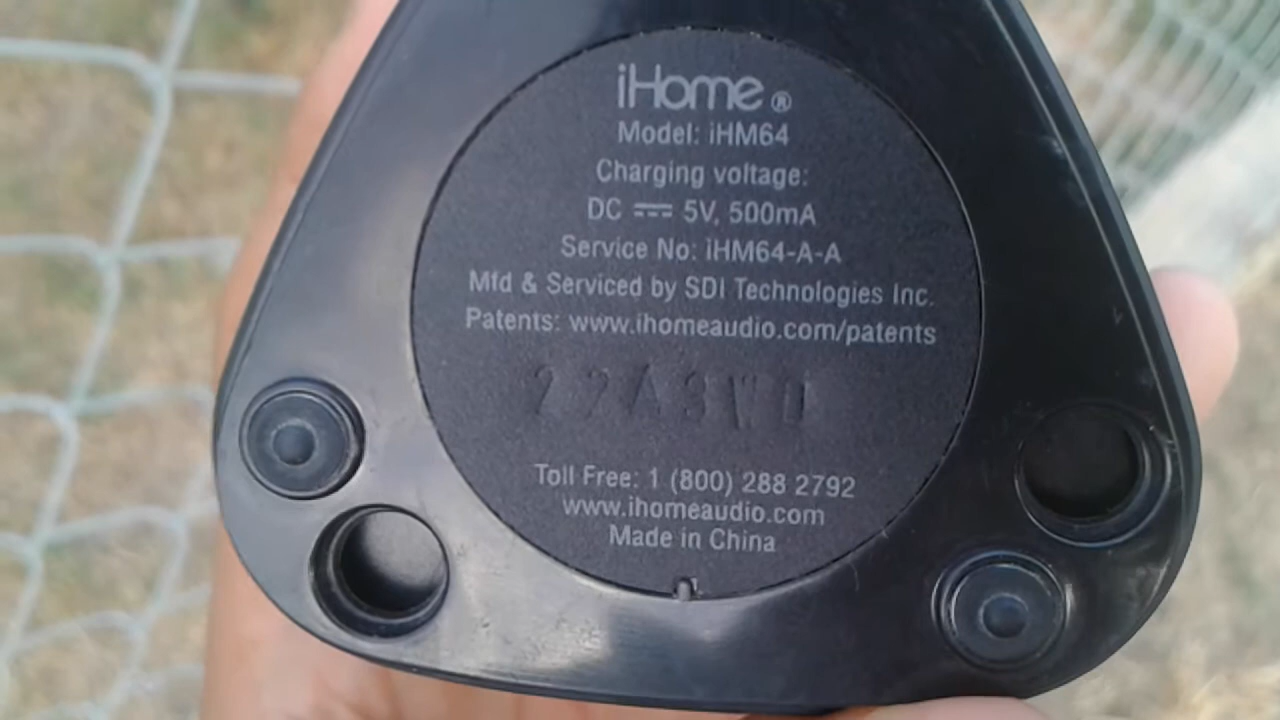 iHome ®
Model: iHM64
Charging voltage:
DC ⎓ 5V, 500mA
Service No: iHM64-A-A
Mfd & Serviced by SDI Technologies Inc.
Patents: www.ihomeaudio.com/patents
Toll Free: 1 (800) 288 2792
www.ihomeaudio.com
Made in China